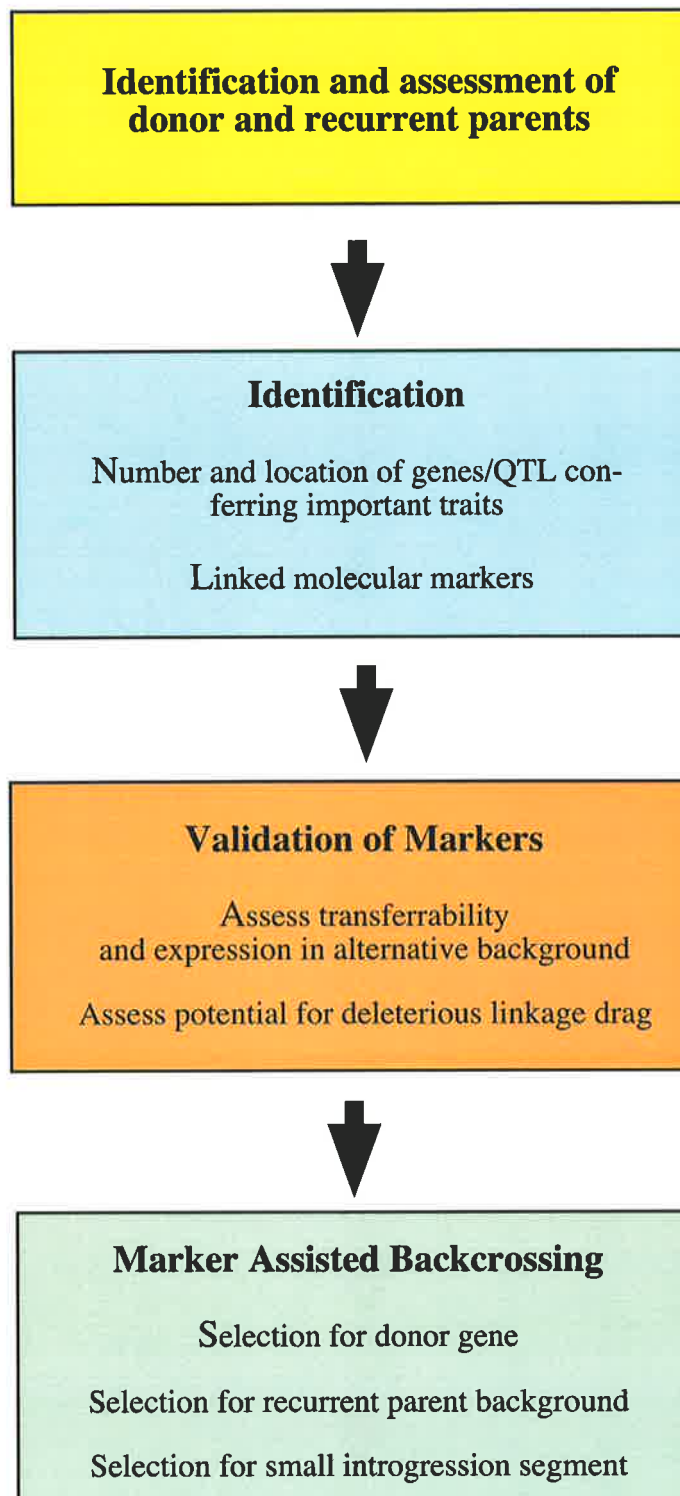 Identification and assessment of
donor and recurrent parents
Identification
Number and location of genes/QTL con-
ferring important traits
Linked molecular markers
Validation of Markers
Assess transferrability
and expression in alternative background
Assess potential for deleterious linkage drag
Marker Assisted Backcrossing
Selection for donor gene
Selection for recurrent parent background
Selection for small introgression segment